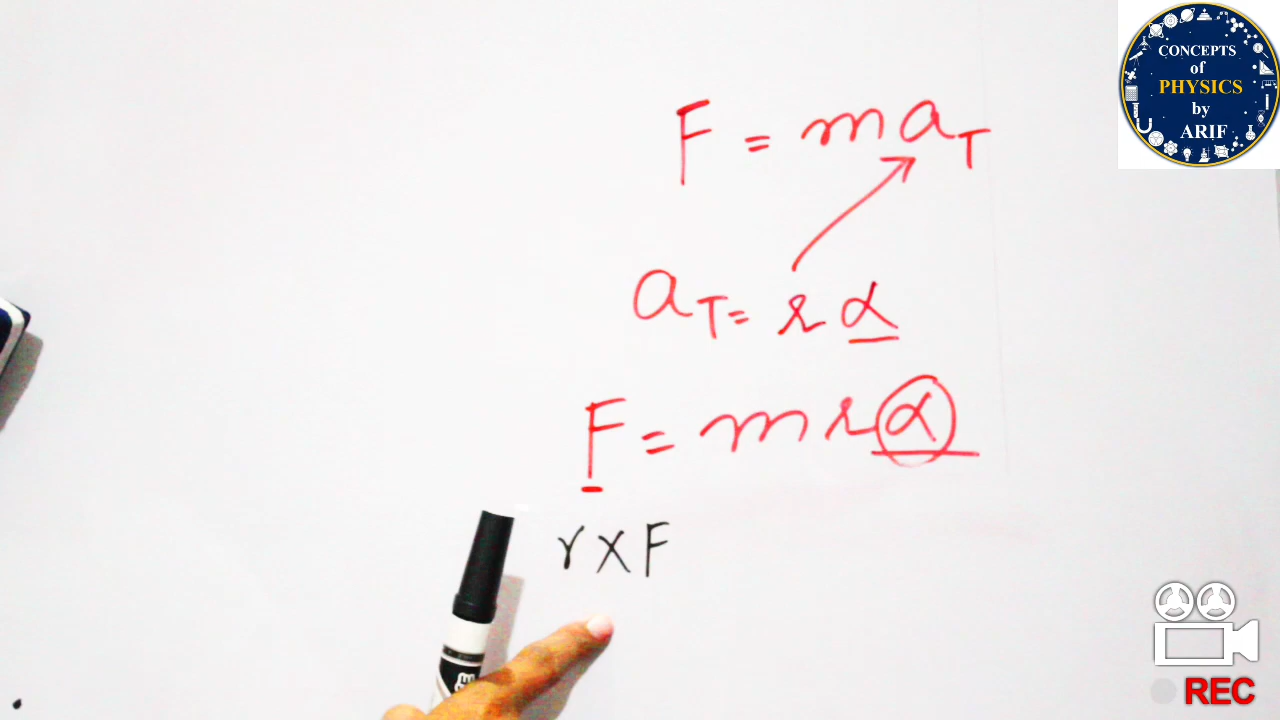 CONCEPTS
of
PHYSICS
by
ARIF
F = maT
aT = rα
F = mrα
r × F
REC